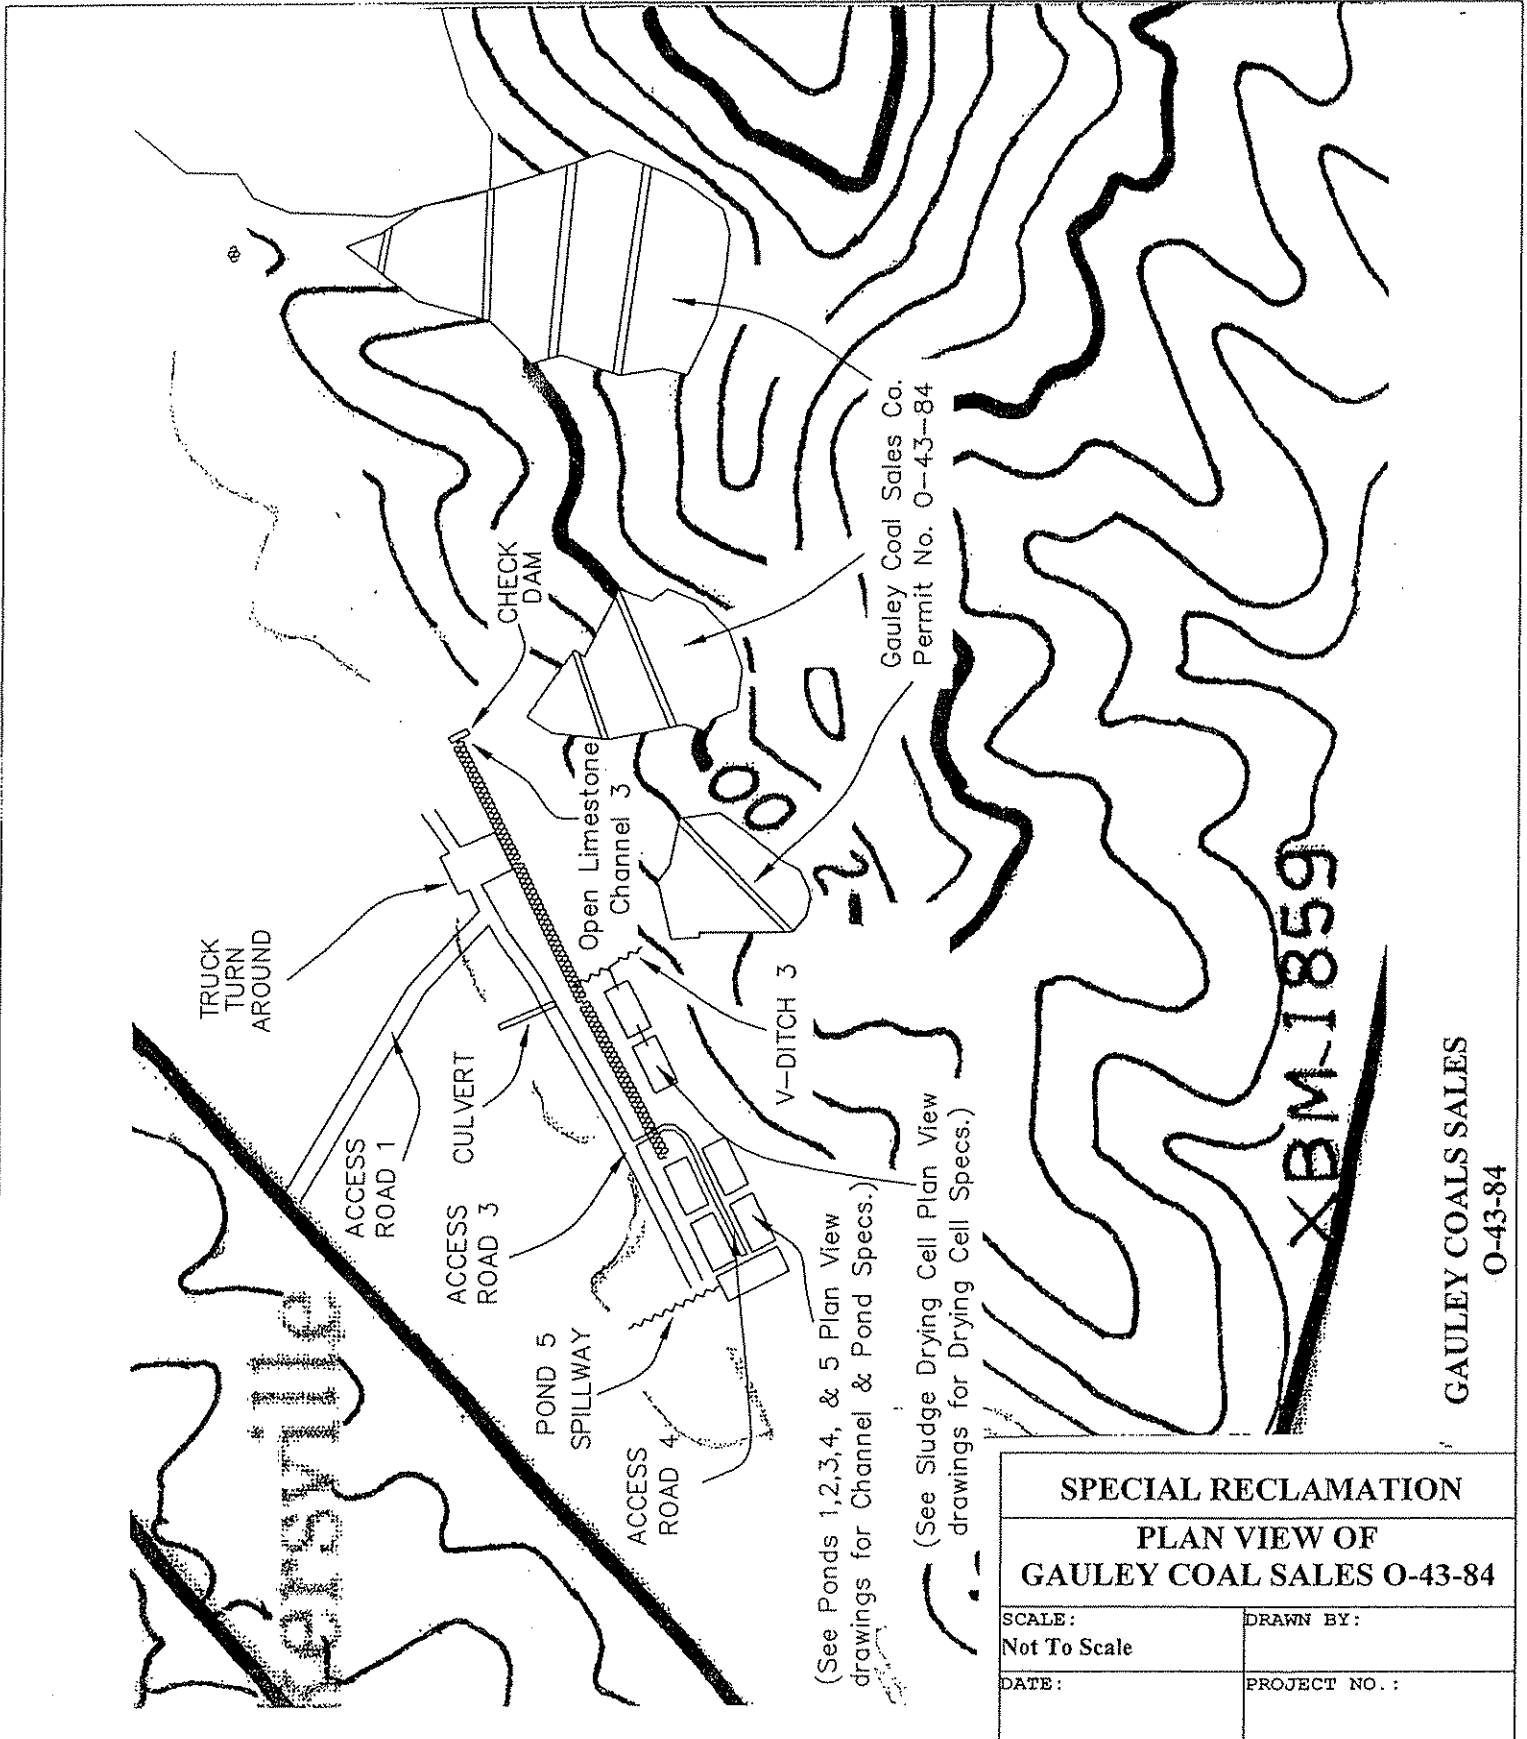 CHECK
DAM
Gauley Coal Sales Co.
Permit No. O-43-84
Open Limestone
Channel 3
TRUCK
TURN
AROUND
V-DITCH 3
CULVERT
ACCESS
ROAD 1
ACCESS
ROAD 3
POND 5
SPILLWAY
ACCESS
ROAD 4
(See Ponds 1,2,3,4, & 5 Plan View
drawings for Channel & Pond Specs.)
(See Sludge Drying Cell Plan View
drawings for Drying Cell Specs.)
ersville
00
XBM-1859
GAULEY COALS SALES
O-43-84
SPECIAL RECLAMATION
PLAN VIEW OF
GAULEY COAL SALES O-43-84
SCALE:
Not To Scale
DRAWN BY:
DATE:
PROJECT NO.: